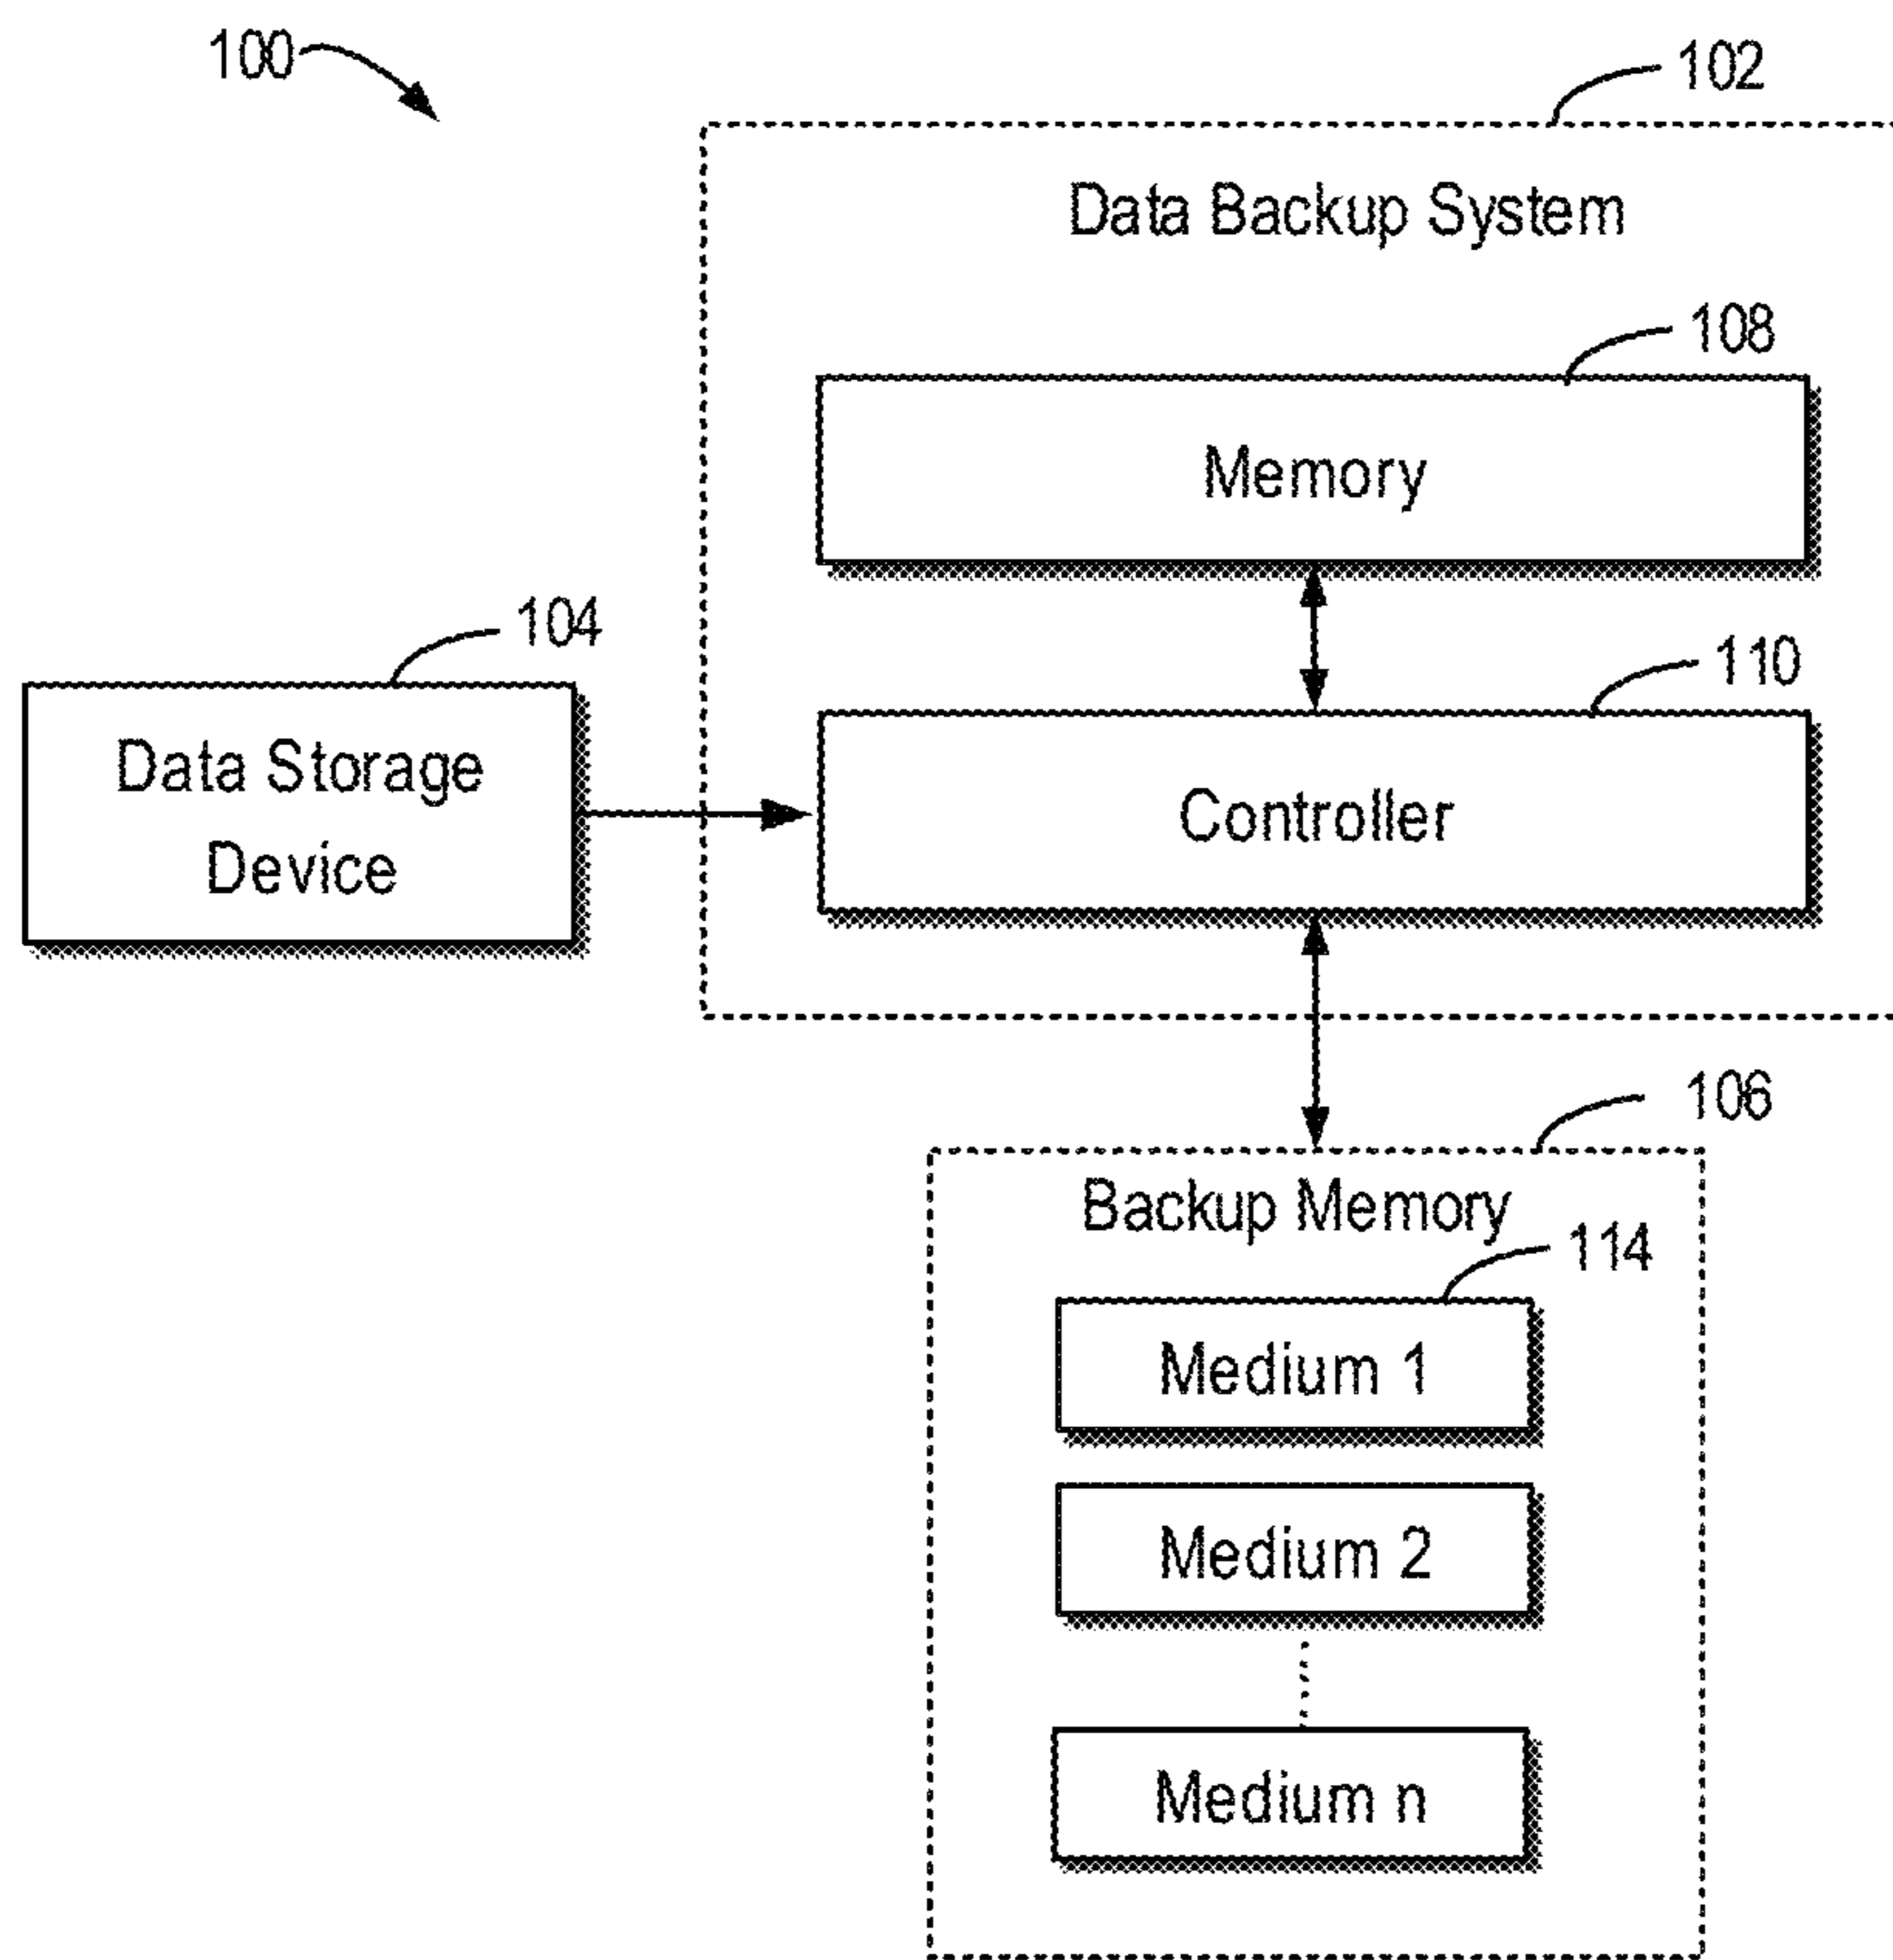 100
102
Data Backup System
108
Memory
104
110
Data Storage
Device
Controller
106
Backup Memory
114
Medium 1
Medium 2
Medium n